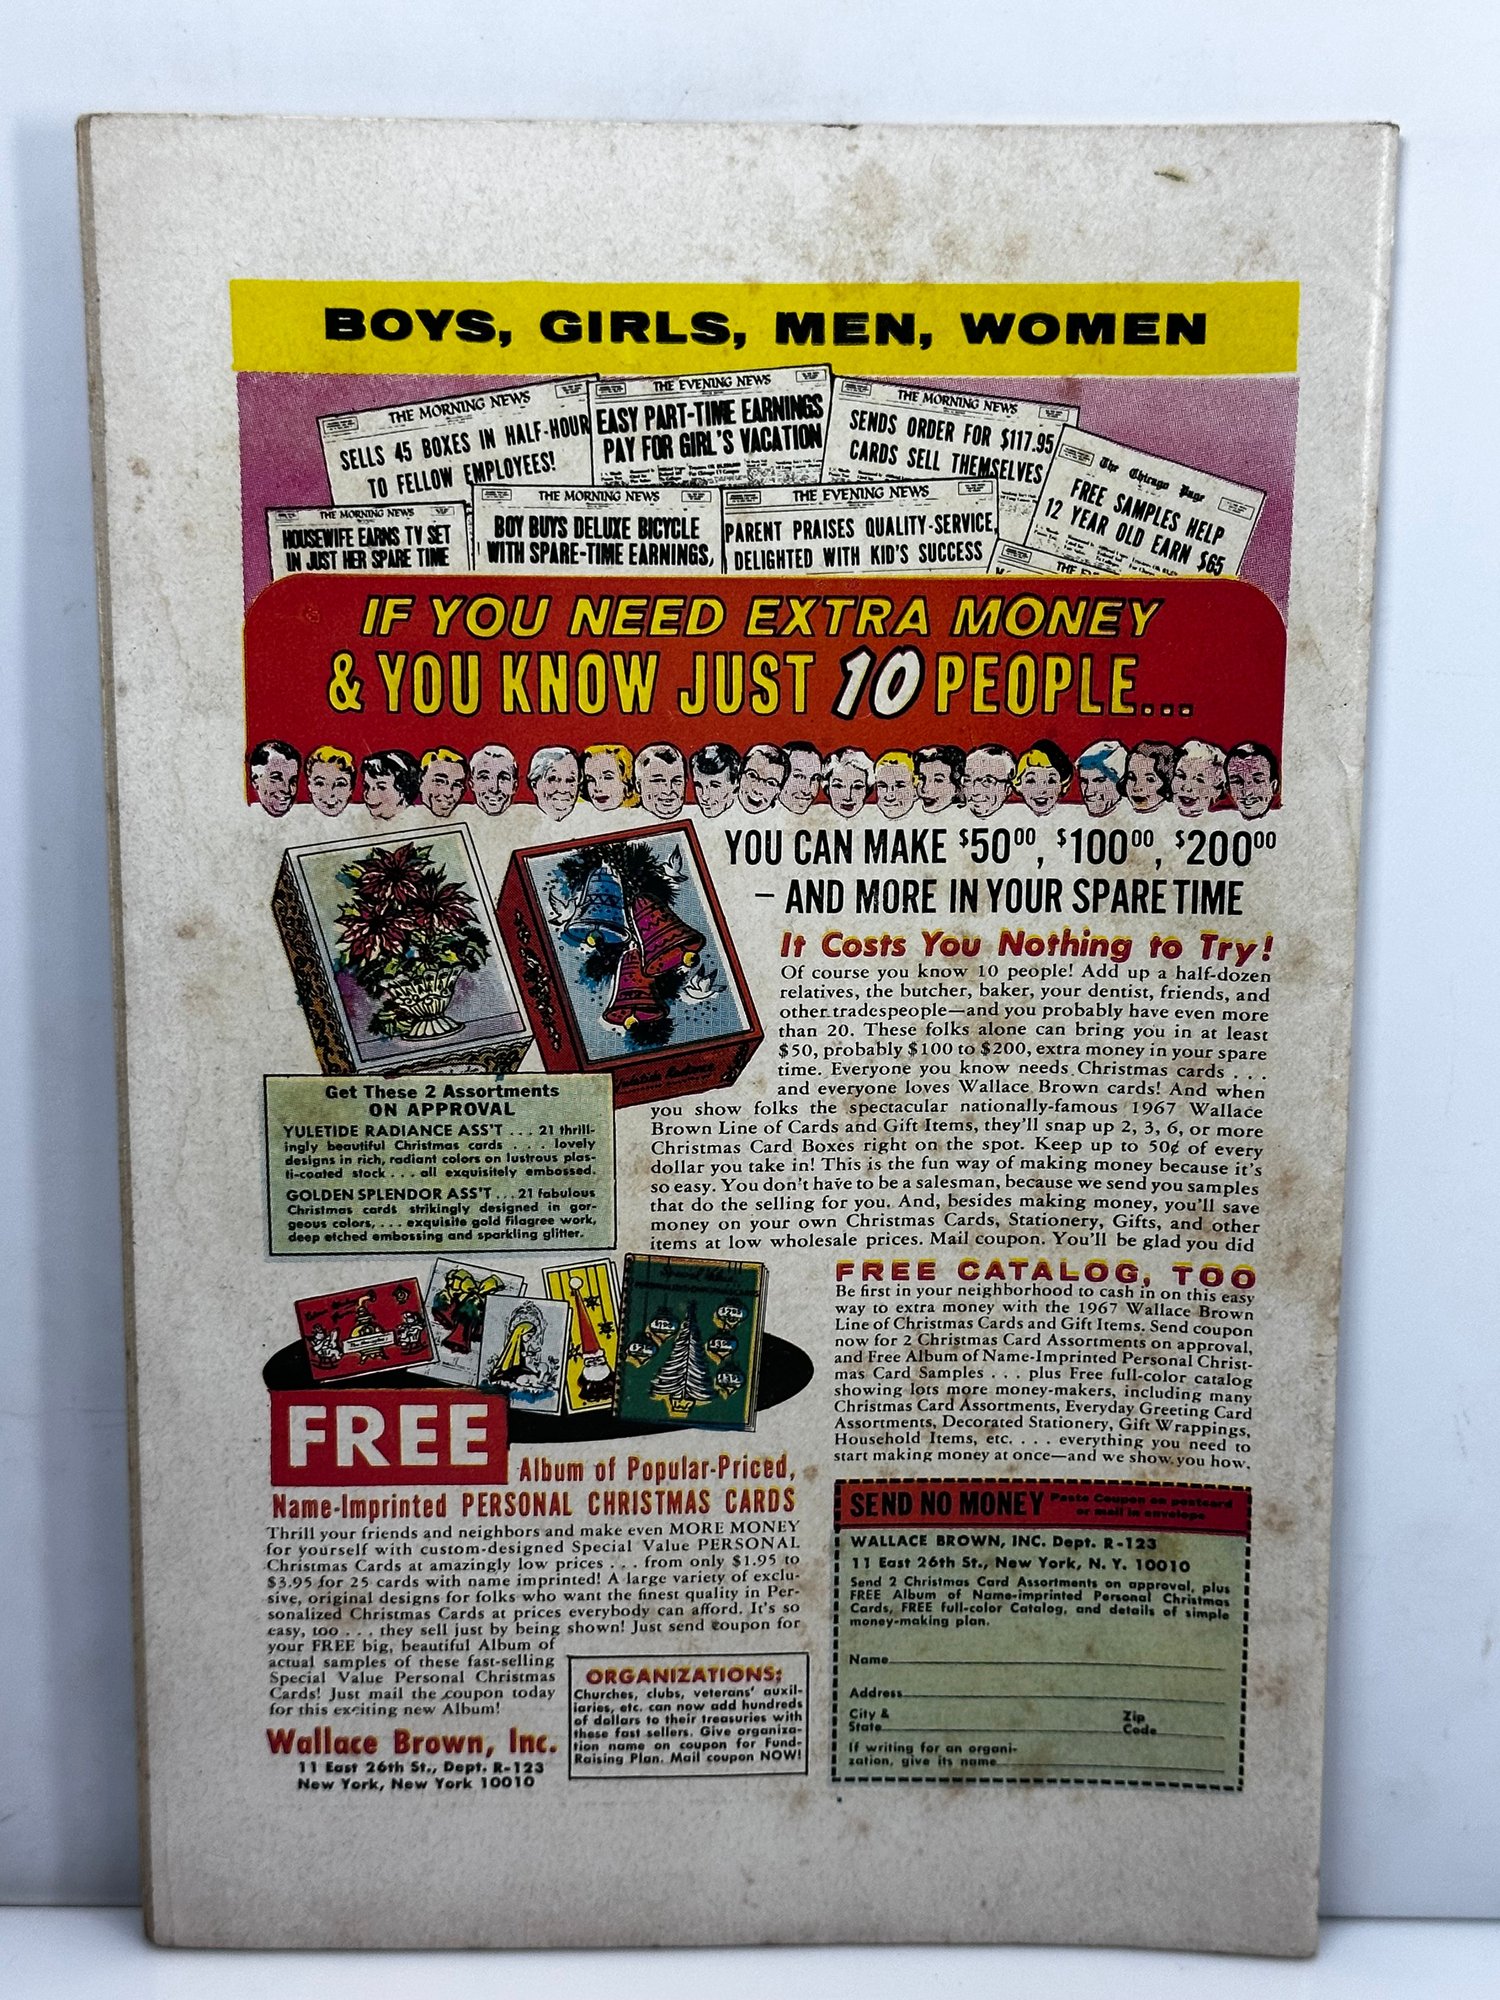 BOYS, GIRLS, MEN, WOMEN
THE MORNING NEWS
SELLS 45 BOXES IN HALF-HOUR
TO FELLOW EMPLOYEES!
THE EVENING NEWS
EASY PART-TIME EARNINGS
PAY FOR GIRL'S VACATION
THE MORNING NEWS
SENDS ORDER FOR $117.95
CARDS SELL THEMSELVES
The Chicago Page
FREE SAMPLES HELP
12 YEAR OLD EARN $65
THE MORNING NEWS
HOUSEWIFE EARNS TV SET
IN JUST HER SPARE TIME
THE MORNING NEWS
BOY BUYS DELUXE BICYCLE
WITH SPARE-TIME EARNINGS,
THE EVENING NEWS
PARENT PRAISES QUALITY-SERVICE,
DELIGHTED WITH KID'S SUCCESS
IF YOU NEED EXTRA MONEY
& YOU KNOW JUST 10 PEOPLE...
YOU CAN MAKE $50⁰⁰, $100⁰⁰, $200⁰⁰
– AND MORE IN YOUR SPARE TIME
It Costs You Nothing to Try!
Of course you know 10 people! Add up a half-dozen
relatives, the butcher, baker, your dentist, friends, and
other tradespeople—and you probably have even more
than 20. These folks alone can bring you in at least
$50, probably $100 to $200, extra money in your spare
time. Everyone you know needs Christmas cards . . .
and everyone loves Wallace Brown cards! And when
you show folks the spectacular nationally-famous 1967 Wallace
Brown Line of Cards and Gift Items, they'll snap up 2, 3, 6, or more
Christmas Card Boxes right on the spot. Keep up to 50¢ of every
dollar you take in! This is the fun way of making money because it's
so easy. You don't have to be a salesman, because we send you samples
that do the selling for you. And, besides making money, you'll save
money on your own Christmas Cards, Stationery, Gifts, and other
items at low wholesale prices. Mail coupon. You'll be glad you did
Yuletide Radiance
Get These 2 Assortments
ON APPROVAL
YULETIDE RADIANCE ASS'T . . . 21 thrill-
ingly beautiful Christmas cards . . . lovely
designs in rich, radiant colors on lustrous plas-
ti-coated stock . . . all exquisitely embossed.
GOLDEN SPLENDOR ASS'T . . . 21 fabulous
Christmas cards strikingly designed in gor-
geous colors, . . . exquisite gold filagree work,
deep etched embossing and sparkling glitter.
FREE
Album of Popular-Priced,
Name-Imprinted PERSONAL CHRISTMAS CARDS
Thrill your friends and neighbors and make even MORE MONEY
for yourself with custom-designed Special Value PERSONAL
Christmas Cards at amazingly low prices . . . from only $1.95 to
$3.95 for 25 cards with name imprinted! A large variety of exclu-
sive, original designs for folks who want the finest quality in Per-
sonalized Christmas Cards at prices everybody can afford. It's so
easy, too . . . they sell just by being shown! Just send coupon for
your FREE big, beautiful Album of
actual samples of these fast-selling
Special Value Personal Christmas
Cards! Just mail the coupon today
for this exciting new Album!
Wallace Brown, Inc.
11 East 26th St., Dept. R-123
New York, New York 10010
ORGANIZATIONS:
Churches, clubs, veterans' auxil-
iaries, etc. can now add hundreds
of dollars to their treasuries with
these fast sellers. Give organiza-
tion name on coupon for Fund-
Raising Plan. Mail coupon NOW!
FREE CATALOG, TOO
Be first in your neighborhood to cash in on this easy
way to extra money with the 1967 Wallace Brown
Line of Christmas Cards and Gift Items. Send coupon
now for 2 Christmas Card Assortments on approval,
and Free Album of Name-Imprinted Personal Christ-
mas Card Samples . . . plus Free full-color catalog
showing lots more money-makers, including many
Christmas Card Assortments, Everyday Greeting Card
Assortments, Decorated Stationery, Gift Wrappings,
Household Items, etc. . . . everything you need to
start making money at once—and we show you how.
SEND NO MONEY Paste Coupon on postcard
or mail in envelope
WALLACE BROWN, INC. Dept. R-123
11 East 26th St., New York, N. Y. 10010
Send 2 Christmas Card Assortments on approval, plus
FREE Album of Name-imprinted Personal Christmas
Cards, FREE full-color Catalog, and details of simple
money-making plan.
Name
Address
City &
State
Zip
Code
If writing for an organi-
zation, give its name